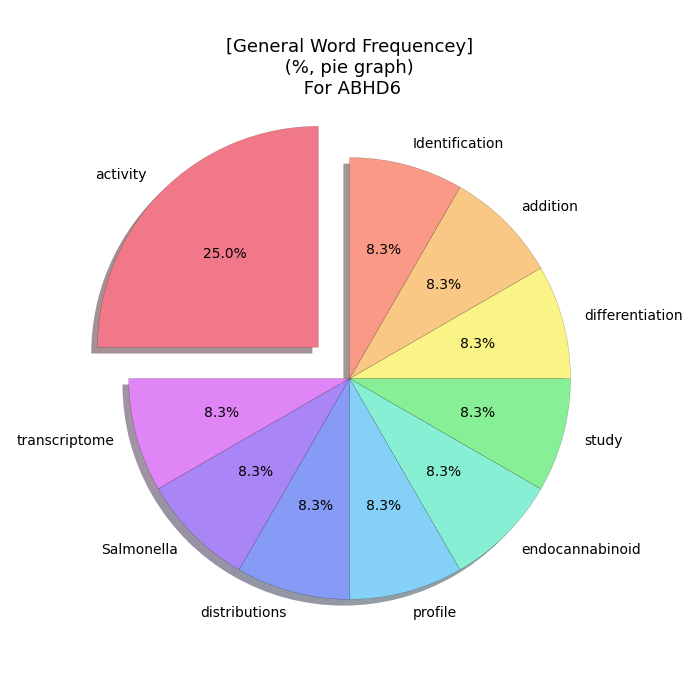 [General Word Frequencey]
(%, pie graph)
For ABHD6
Identification
activity
addition
8.3%
25.0%
8.3%
differentiation
8.3%
8.3%
8.3%
transcriptome
study
8.3%
8.3%
8.3%
8.3%
Salmonella
endocannabinoid
distributions
profile